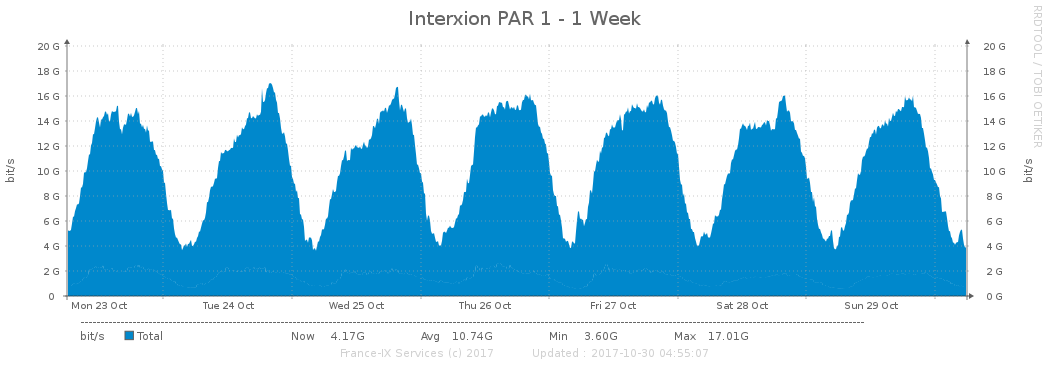 Interxion PAR 1 - 1 Week
RRDTOOL / TOBI OETIKER
20 G 20 G
18 G 18 G
16 G 16 G
14 G 14 G
12 G 12 G
10 G 10 G
8 G 8 G
6 G 6 G
4 G 4 G
2 G 2 G
0 0 G
bit/s
bit/s
Mon 23 Oct Tue 24 Oct Wed 25 Oct Thu 26 Oct Fri 27 Oct Sat 28 Oct Sun 29 Oct
bit/s Total Now 4.17G Avg 10.74G Min 3.60G Max 17.01G
France-IX Services (c) 2017 Updated : 2017-10-30 04:55:07